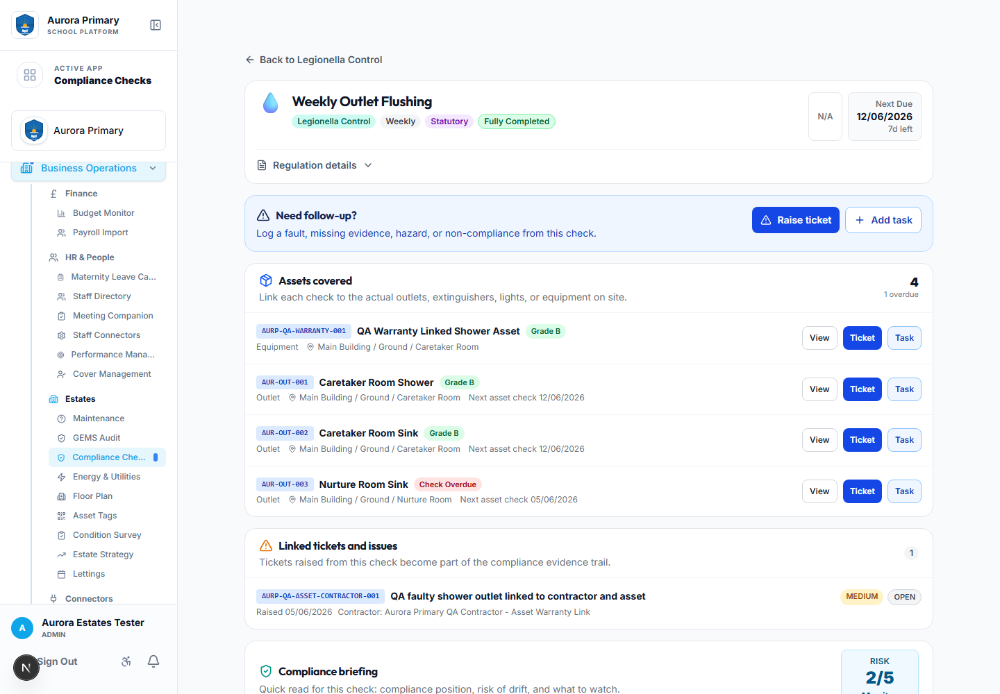 Aurora Primary
SCHOOL PLATFORM
ACTIVE APP
Compliance Checks
Aurora Primary
Business Operations
Finance
Budget Monitor
Payroll Import
HR & People
Maternity Leave Ca...
Staff Directory
Meeting Companion
Staff Connectors
Performance Mana...
Cover Management
Estates
Maintenance
GEMS Audit
Compliance Che...
Energy & Utilities
Floor Plan
Asset Tags
Condition Survey
Estate Strategy
Lettings
Connectors
A
Aurora Estates Tester
ADMIN
N
Sign Out
Back to Legionella Control
Weekly Outlet Flushing
Legionella Control Weekly Statutory Fully Completed
N/A
Next Due
12/06/2026
7d left
Regulation details
Need follow-up?
Log a fault, missing evidence, hazard, or non-compliance from this check.
Raise ticket
Add task
Assets covered
Link each check to the actual outlets, extinguishers, lights, or equipment on site.
4
1 overdue
AURP-QA-WARRANTY-001 QA Warranty Linked Shower Asset Grade B
Equipment Main Building / Ground / Caretaker Room
View Ticket Task
AUR-OUT-001 Caretaker Room Shower Grade B
Outlet Main Building / Ground / Caretaker Room Next asset check 12/06/2026
View Ticket Task
AUR-OUT-002 Caretaker Room Sink Grade B
Outlet Main Building / Ground / Caretaker Room Next asset check 12/06/2026
View Ticket Task
AUR-OUT-003 Nurture Room Sink Check Overdue
Outlet Main Building / Ground / Nurture Room Next asset check 05/06/2026
View Ticket Task
Linked tickets and issues
Tickets raised from this check become part of the compliance evidence trail.
1
AURP-QA-ASSET-CONTRACTOR-001 QA faulty shower outlet linked to contractor and asset
Raised 05/06/2026 Contractor: Aurora Primary QA Contractor - Asset Warranty Link
MEDIUM OPEN
Compliance briefing
Quick read for this check: compliance position, risk of drift, and what to watch.
RISK
2/5